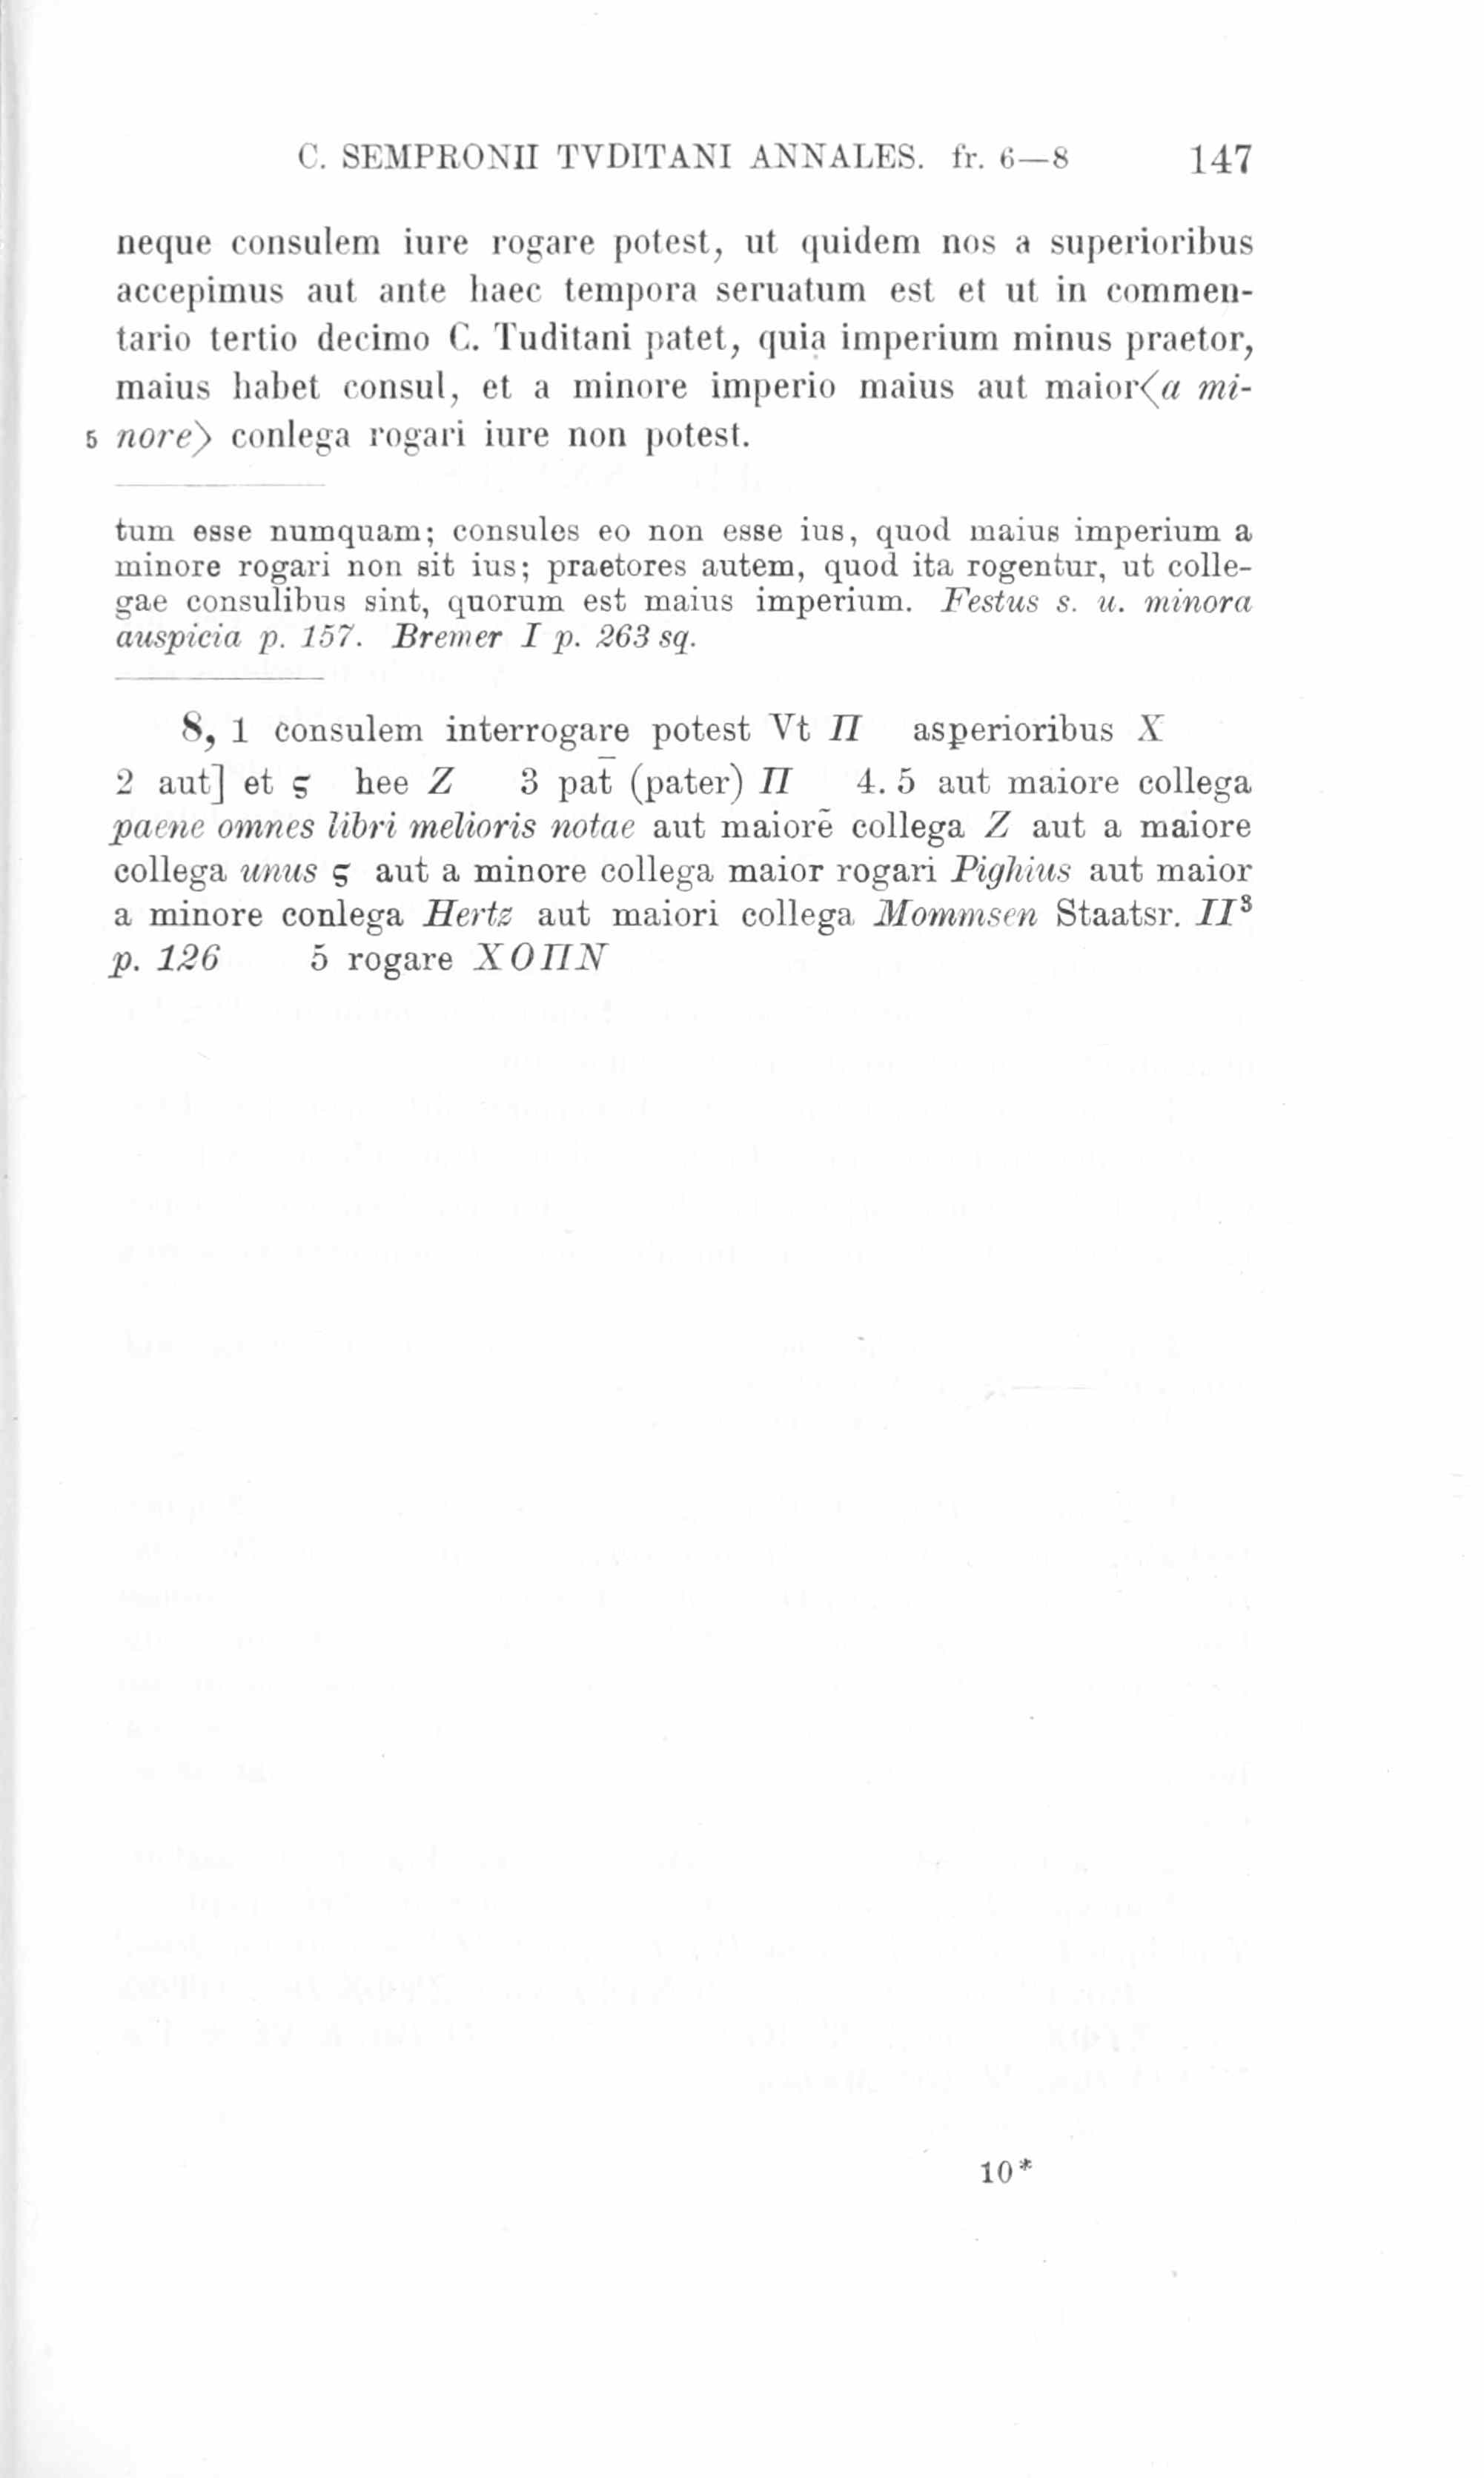 C. SEMPRONII TVDITANI ANNALES. fr. 6—8 147
neque consulem iure rogare potest, ut quidem nos a superioribus
accepimus aut ante haec tempora seruatum est et ut in commen-
tario tertio decimo C. Tuditani patet, quia imperium minus praetor,
maius habet consul, et a minore imperio maius aut maior⟨a mi-
5 nore⟩ conlega rogari iure non potest.
tum esse numquam; consules eo non esse ius, quod maius imperium a
minore rogari non sit ius; praetores autem, quod ita rogentur, ut colle-
gae consulibus sint, quorum est maius imperium. Festus s. u. minora
auspicia p. 157. Bremer I p. 263 sq.
8, 1 consulem interrogare potest Vt Π asperioribus X
2 aut] et ς hee Z 3 pat̄ (pater) Π 4. 5 aut maiore collega
paene omnes libri melioris notae aut maiorē collega Z aut a maiore
collega unus ς aut a minore collega maior rogari Pighius aut maior
a minore conlega Hertz aut maiori collega Mommsen Staatsr. II³
p. 126 5 rogare XOΠN
10*